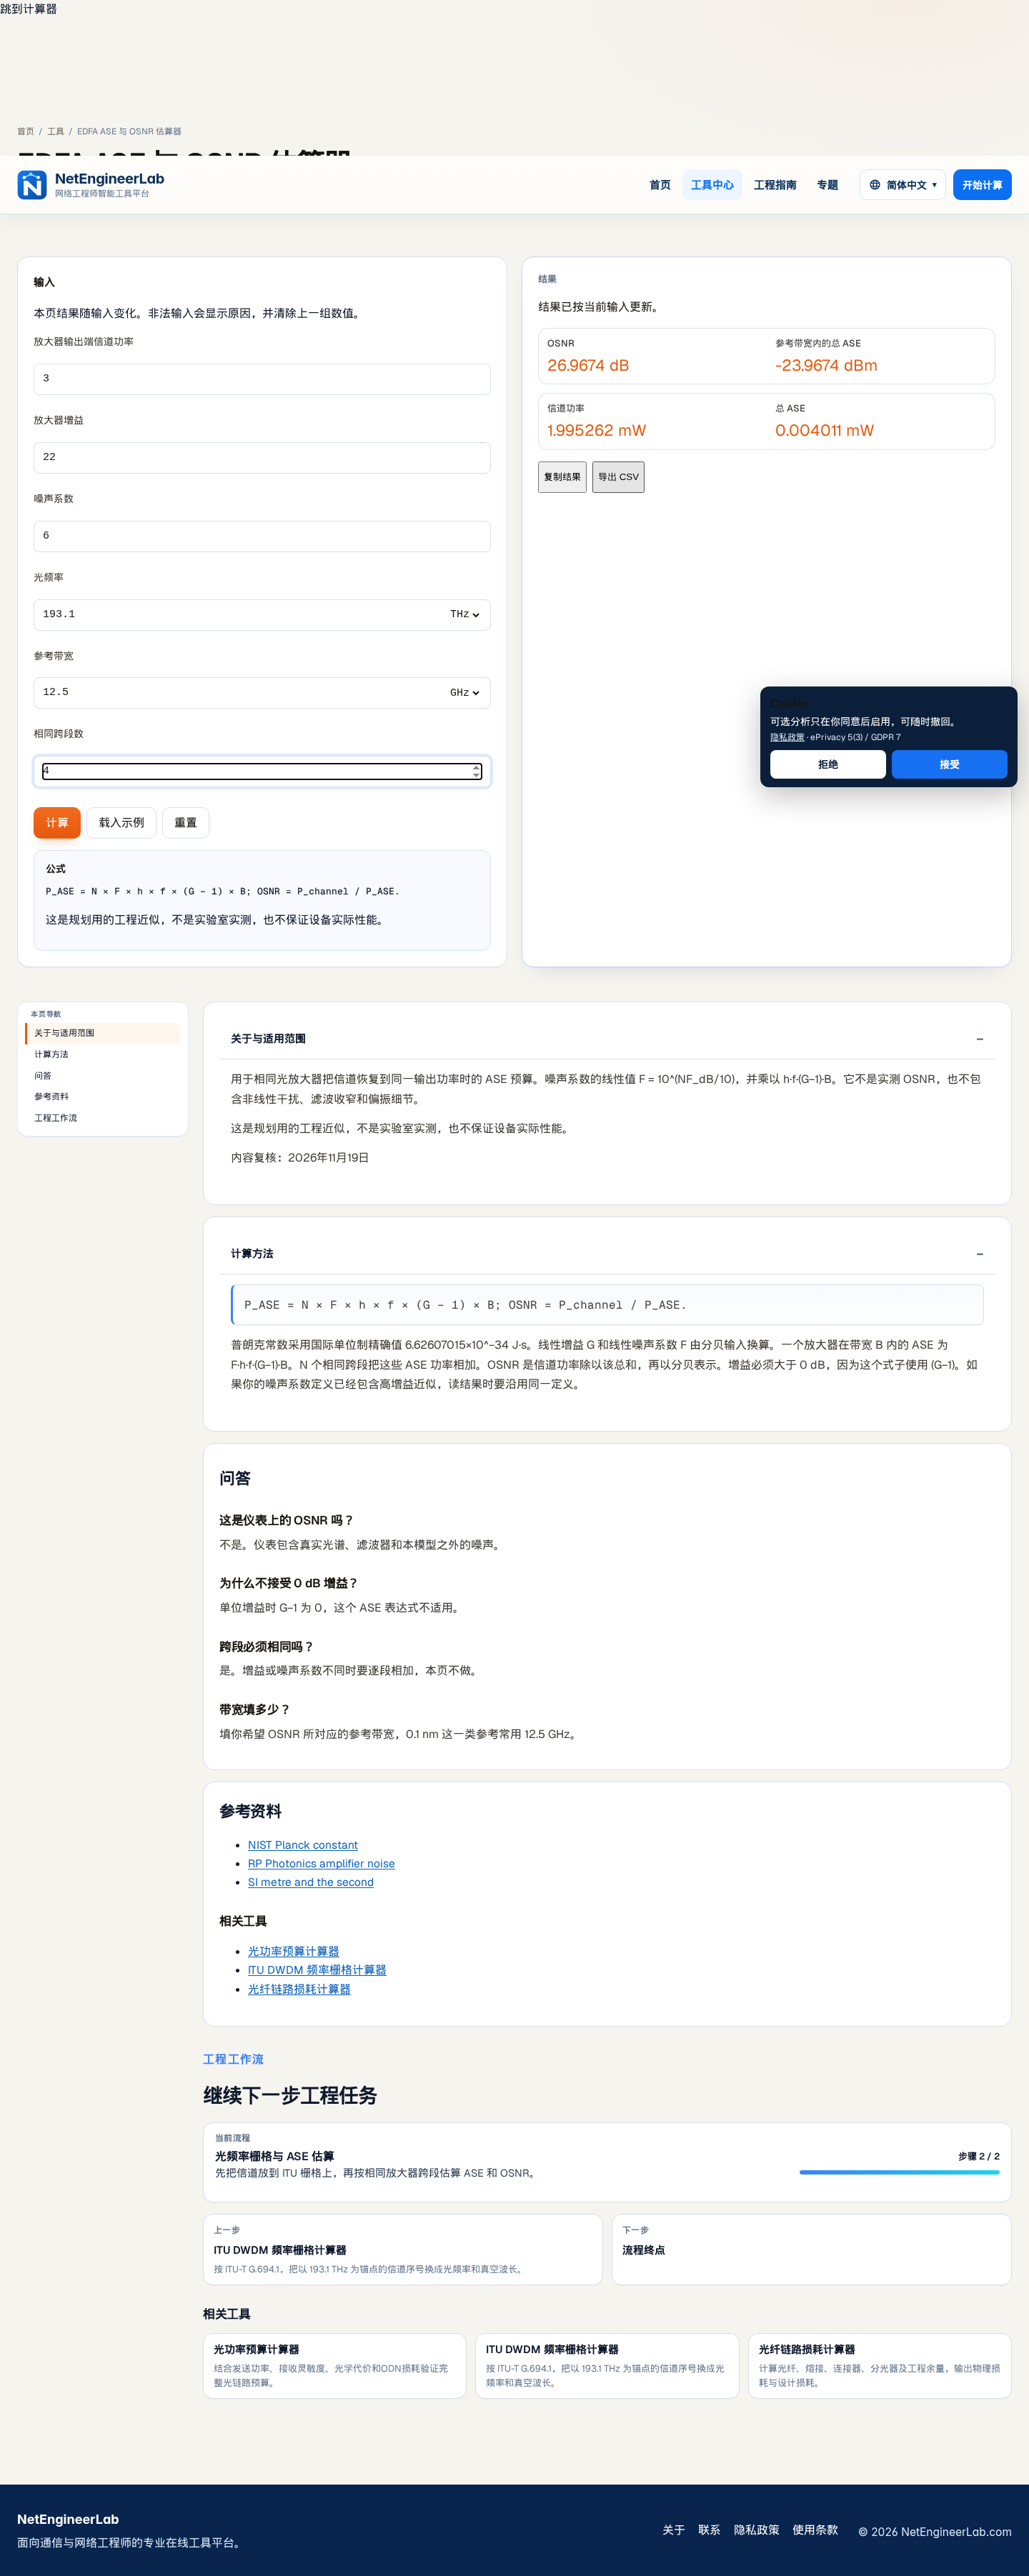 跳到计算器
首页 / 工具 / EDFA ASE 与 OSNR 估算器
EDFA ASE 与 OSNR 估算器
NetEngineerLab
网络工程师智能工具平台
首页
工具中心
工程指南
专题
简体中文 ▾
开始计算
输入
本页结果随输入变化。非法输入会显示原因，并清除上一组数值。
放大器输出端信道功率
3
放大器增益
22
噪声系数
6
光频率
193.1
THz
参考带宽
12.5
GHz
相同跨段数
4
计算
载入示例
重置
公式
P_ASE = N × F × h × f × (G − 1) × B; OSNR = P_channel / P_ASE.
这是规划用的工程近似，不是实验室实测，也不保证设备实际性能。
结果
结果已按当前输入更新。
OSNR
26.9674 dB
参考带宽内的总 ASE
-23.9674 dBm
信道功率
1.995262 mW
总 ASE
0.004011 mW
复制结果
导出 CSV
Cookie
可选分析只在你同意后启用，可随时撤回。
隐私政策 · ePrivacy 5(3) / GDPR 7
拒绝
接受
本页导航
关于与适用范围
计算方法
问答
参考资料
工程工作流
关于与适用范围
−
用于相同光放大器把信道恢复到同一输出功率时的 ASE 预算。噪声系数的线性值 F = 10^(NF_dB/10)，并乘以 h·f·(G−1)·B。它不是实测 OSNR，也不包
含非线性干扰、滤波收窄和偏振细节。
这是规划用的工程近似，不是实验室实测，也不保证设备实际性能。
内容复核：2026年11月19日
计算方法
−
P_ASE = N × F × h × f × (G − 1) × B; OSNR = P_channel / P_ASE.
普朗克常数采用国际单位制精确值 6.62607015×10^−34 J·s。线性增益 G 和线性噪声系数 F 由分贝输入换算。一个放大器在带宽 B 内的 ASE 为
F·h·f·(G−1)·B。N 个相同跨段把这些 ASE 功率相加。OSNR 是信道功率除以该总和，再以分贝表示。增益必须大于 0 dB，因为这个式子使用 (G−1)。如
果你的噪声系数定义已经包含高增益近似，读结果时要沿用同一定义。
问答
这是仪表上的 OSNR 吗？
不是。仪表包含真实光谱、滤波器和本模型之外的噪声。
为什么不接受 0 dB 增益？
单位增益时 G−1 为 0，这个 ASE 表达式不适用。
跨段必须相同吗？
是。增益或噪声系数不同时要逐段相加，本页不做。
带宽填多少？
填你希望 OSNR 所对应的参考带宽，0.1 nm 这一类参考常用 12.5 GHz。
参考资料
NIST Planck constant
RP Photonics amplifier noise
SI metre and the second
相关工具
光功率预算计算器
ITU DWDM 频率栅格计算器
光纤链路损耗计算器
工程工作流
继续下一步工程任务
当前流程
光频率栅格与 ASE 估算
先把信道放到 ITU 栅格上，再按相同放大器跨段估算 ASE 和 OSNR。
步骤 2 / 2
上一步
ITU DWDM 频率栅格计算器
按 ITU-T G.694.1，把以 193.1 THz 为锚点的信道序号换成光频率和真空波长。
下一步
流程终点
相关工具
光功率预算计算器
结合发送功率、接收灵敏度、光学代价和ODN损耗验证完
整光链路预算。
ITU DWDM 频率栅格计算器
按 ITU-T G.694.1，把以 193.1 THz 为锚点的信道序号换成光
频率和真空波长。
光纤链路损耗计算器
计算光纤、熔接、连接器、分光器及工程余量，输出物理损
耗与设计损耗。
NetEngineerLab
面向通信与网络工程师的专业在线工具平台。
关于
联系
隐私政策
使用条款
© 2026 NetEngineerLab.com